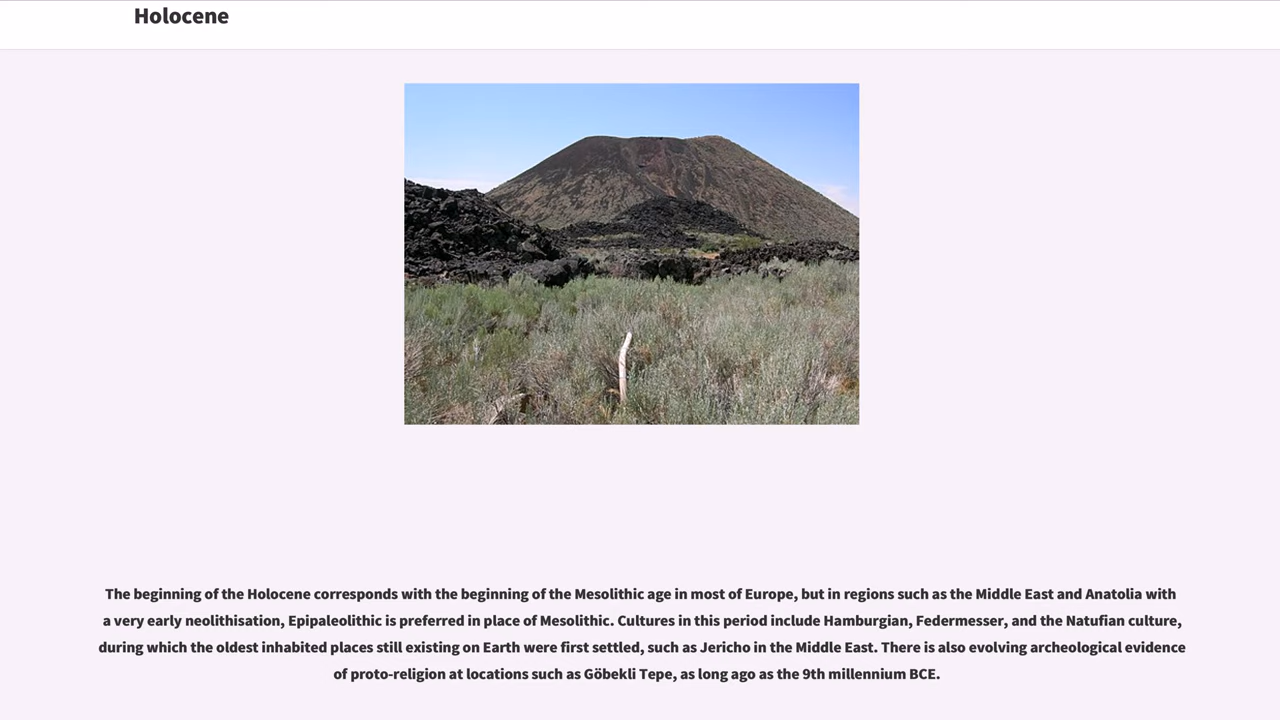 Holocene
The beginning of the Holocene corresponds with the beginning of the Mesolithic age in most of Europe, but in regions such as the Middle East and Anatolia with
a very early neolithisation, Epipaleolithic is preferred in place of Mesolithic. Cultures in this period include Hamburgian, Federmesser, and the Natufian culture,
during which the oldest inhabited places still existing on Earth were first settled, such as Jericho in the Middle East. There is also evolving archeological evidence
of proto-religion at locations such as Göbekli Tepe, as long ago as the 9th millennium BCE.